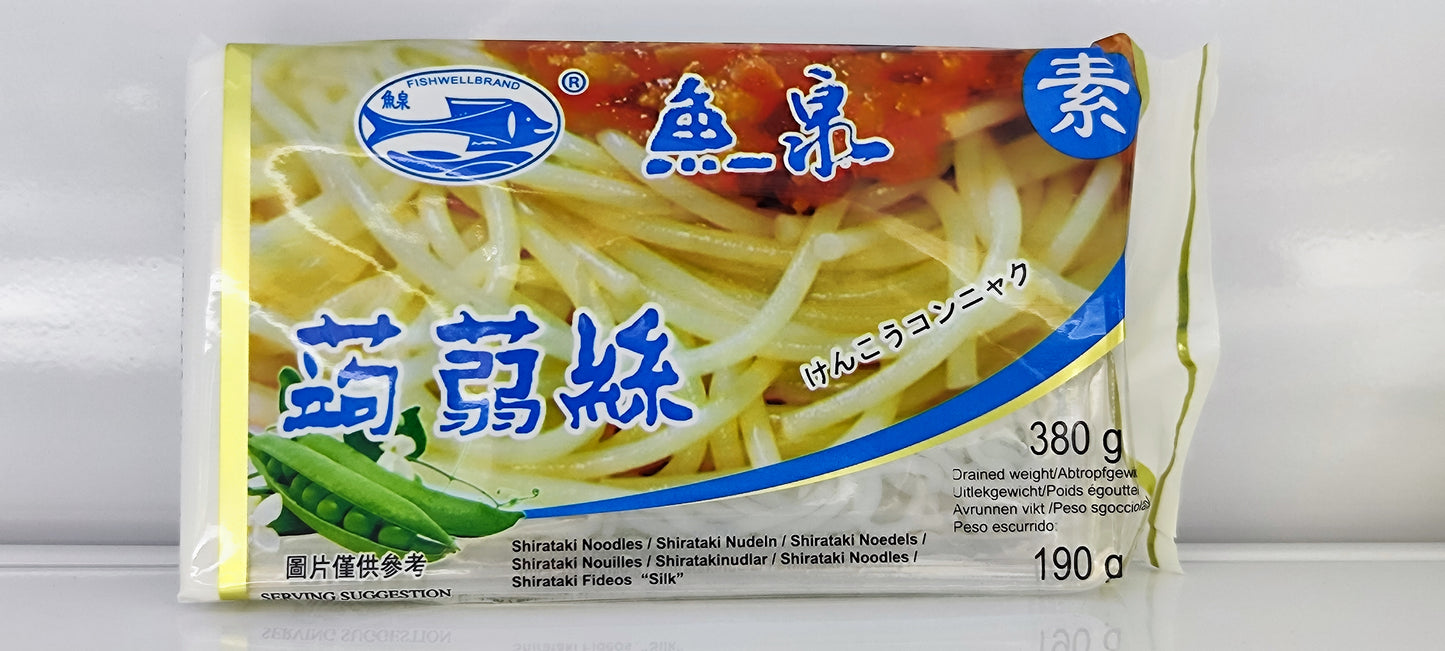 FISHWELLBRAND
魚泉
®
魚泉
素
蒟蒻絲
けんこうコンニャク
380 g
Drained weight/Abtropfgew
Uitlekgewicht/Poids égoutte
Avrunnen vikt /Peso sgocciola
Peso escurrido:
190 g
Shirataki Noodles / Shirataki Nudeln / Shirataki Noedels /
Shirataki Nouilles / Shiratakinudlar / Shirataki Noodles /
Shirataki Fideos “Silk”
圖片僅供參考
SERVING SUGGESTION